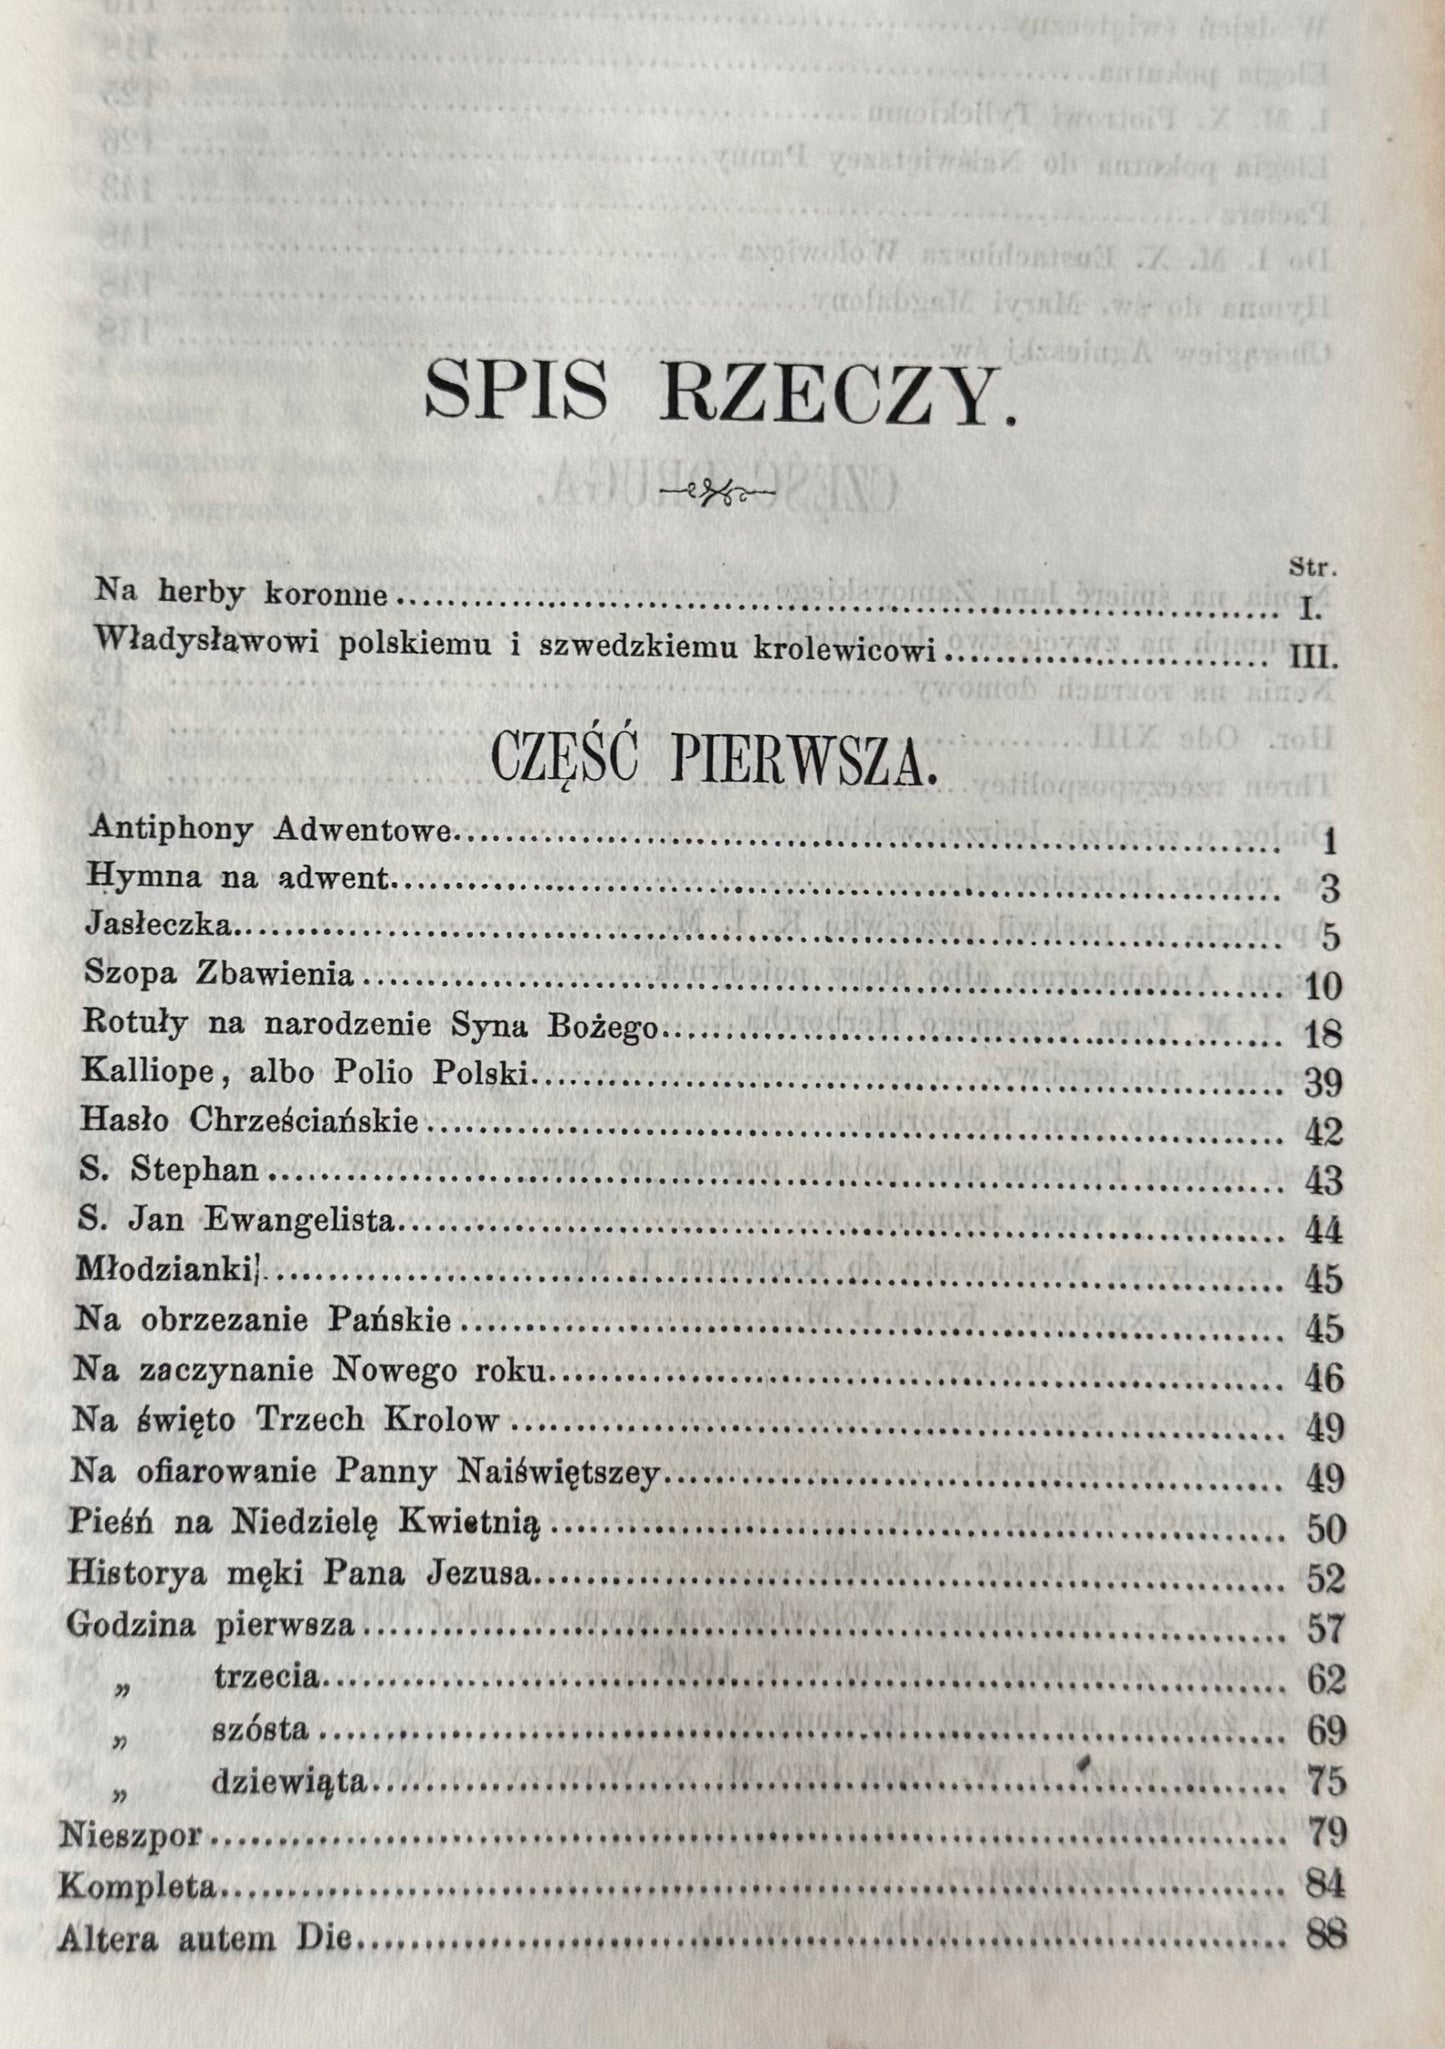 SPIS RZECZY.
Str.
Na herby koronne.................... I.
Władysławowi polskiemu i szwedzkiemu krolewicowi.................... III.
CZĘŚĆ PIERWSZA.
Antiphony Adwentowe.................... 1
Hymna na adwent.................... 3
Jasłeczka.................... 5
Szopa Zbawienia.................... 10
Rotuły na narodzenie Syna Bożego.................... 18
Kalliope, albo Polio Polski.................... 39
Hasło Chrześciańskie.................... 42
S. Stephan.................... 43
S. Jan Ewangelista.................... 44
Młodzianki.................... 45
Na obrzezanie Pańskie.................... 45
Na zaczynanie Nowego roku.................... 46
Na święto Trzech Krolow.................... 49
Na ofiarowanie Panny Naiświętszey.................... 49
Pieśń na Niedzielę Kwietnią.................... 50
Historya męki Pana Jezusa.................... 52
Godzina pierwsza.................... 57
„ trzecia.................... 62
„ szósta.................... 69
„ dziewiąta.................... 75
Nieszpor.................... 79
Kompleta.................... 84
Altera autem Die.................... 88